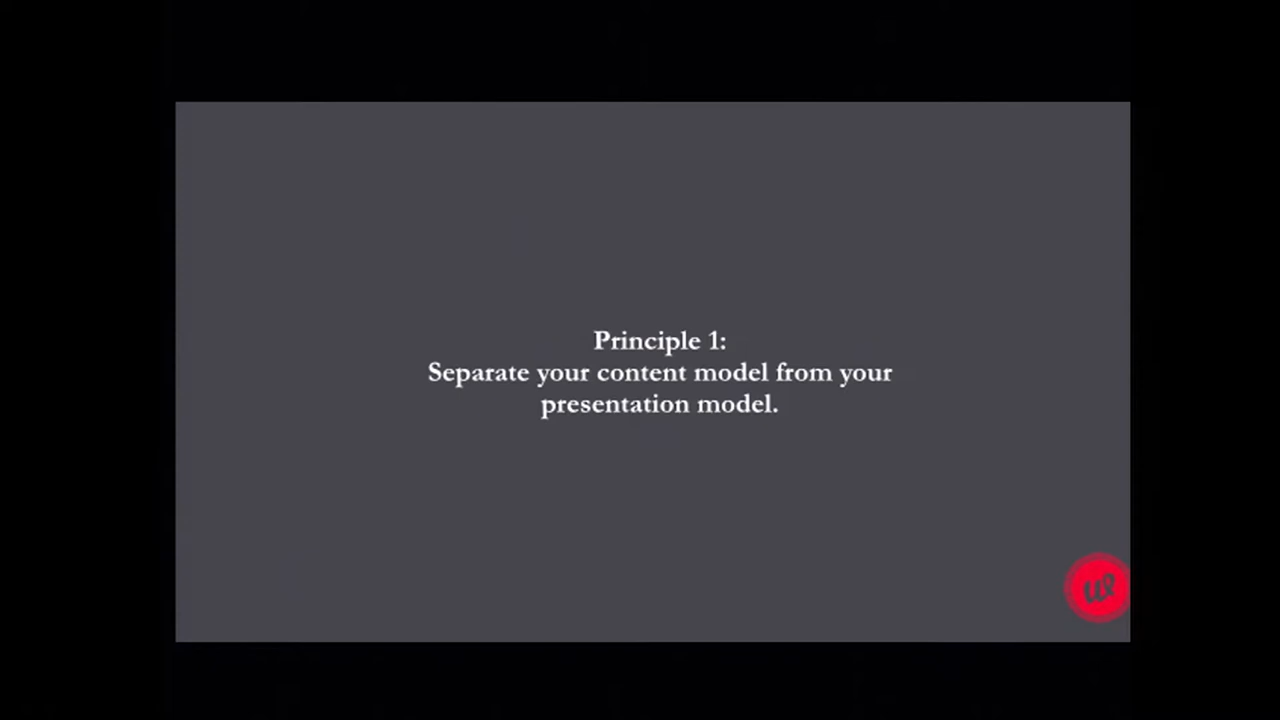 Principle 1:
Separate your content model from your
presentation model.